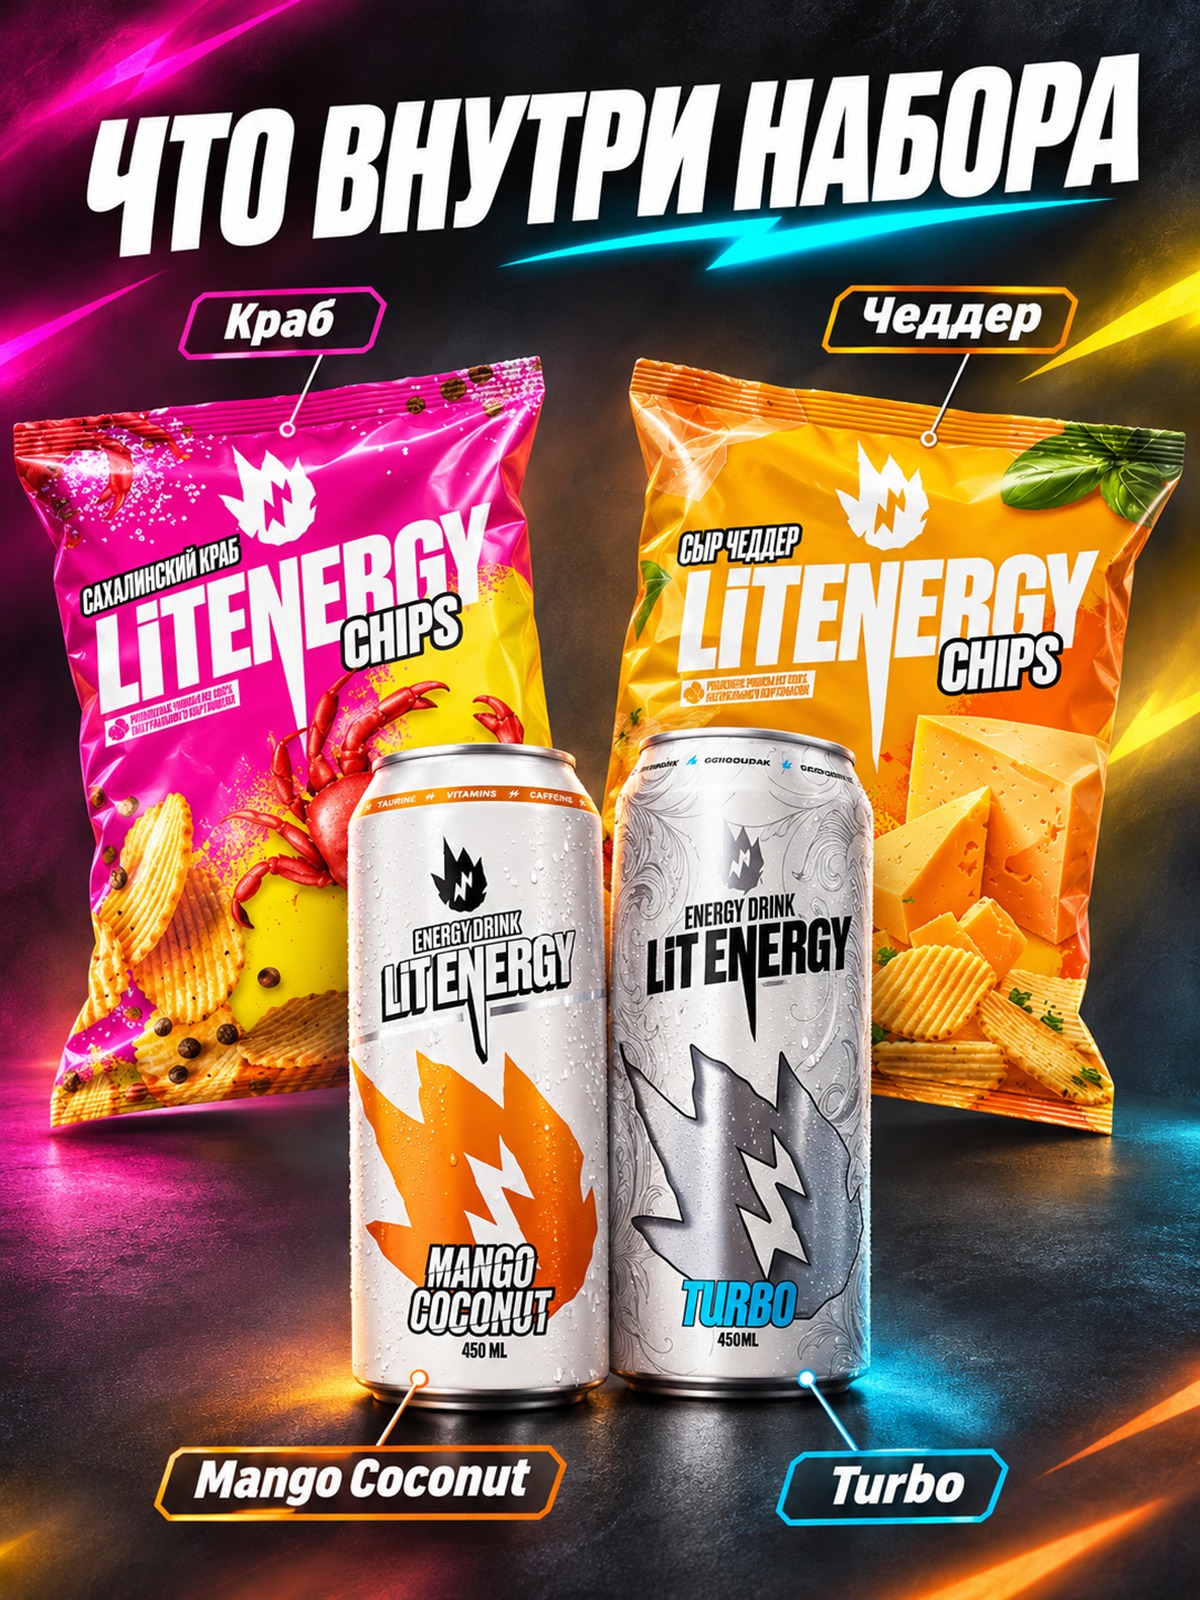 ЧТО ВНУТРИ НАБОРА
Краб
Чеддер
САХАЛИНСКИЙ КРАБ
LITENERGY
CHIPS
СЫР ЧЕДДЕР
LITENERGY
CHIPS
TAURINE VITAMINS CAFFEINE
ENERGY DRINK
LIT ENERGY
MANGO
COCONUT
450 ML
ENERGY DRINK
LIT ENERGY
TURBO
450ML
Mango Coconut
Turbo